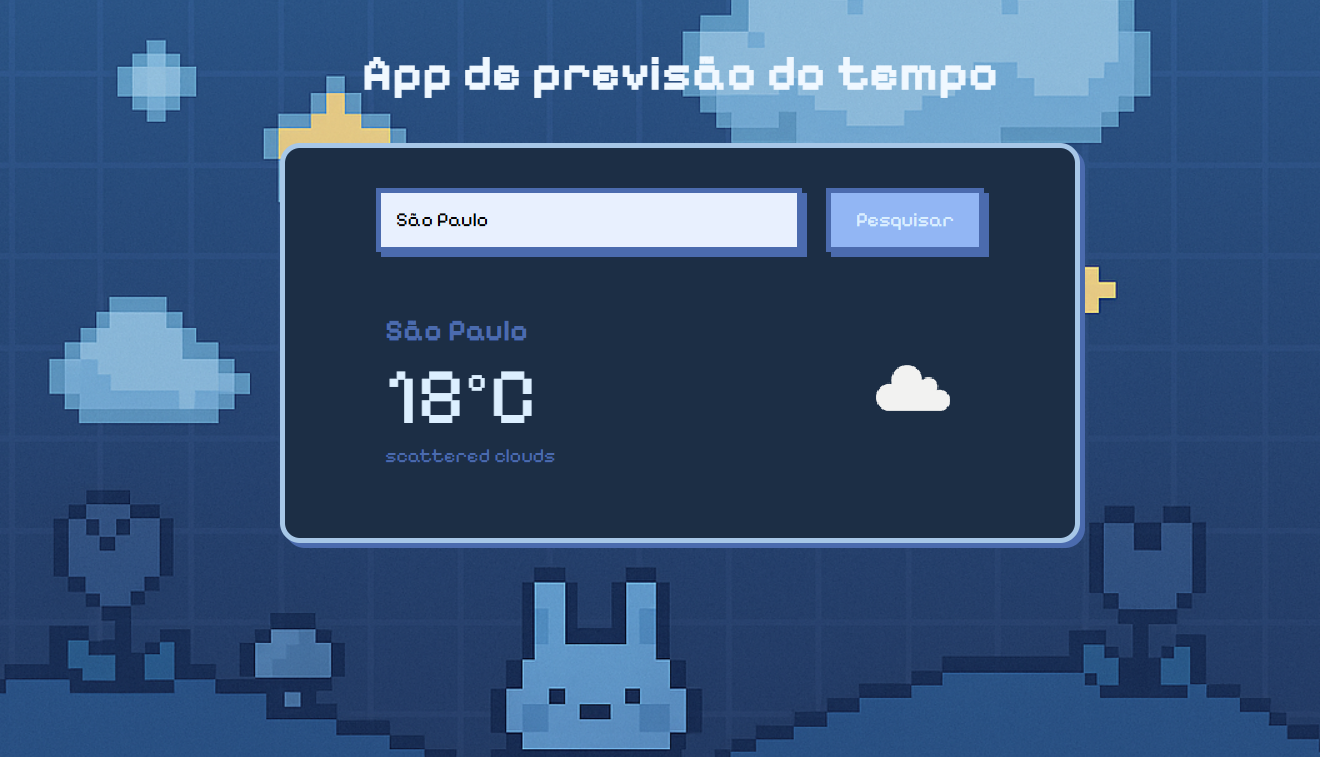 App de previsão do tempo
São Paulo
Pesquisar
São Paulo
18°C
scattered clouds